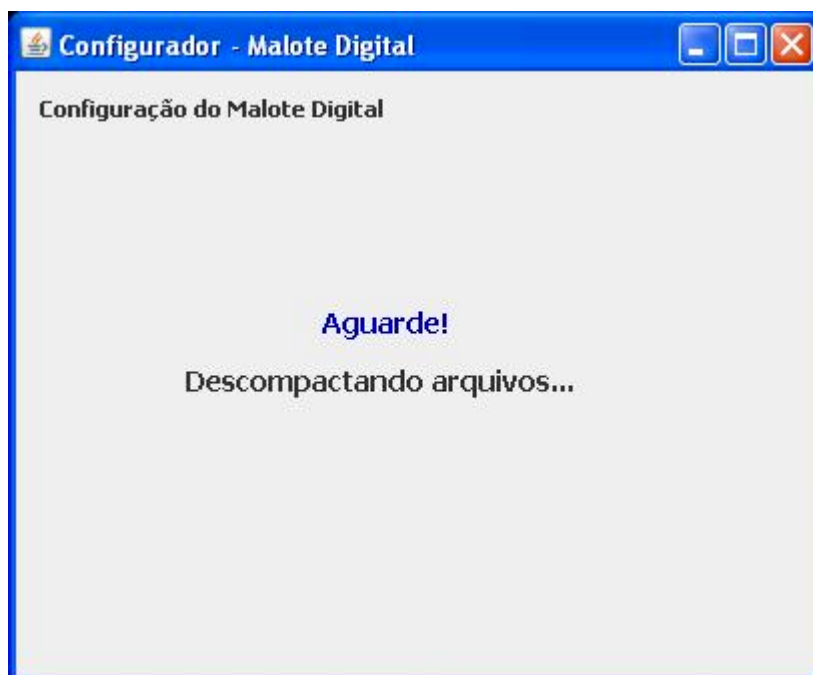 Configurador - Malote Digital
Configuração do Malote Digital
Aguarde!
Descompactando arquivos...